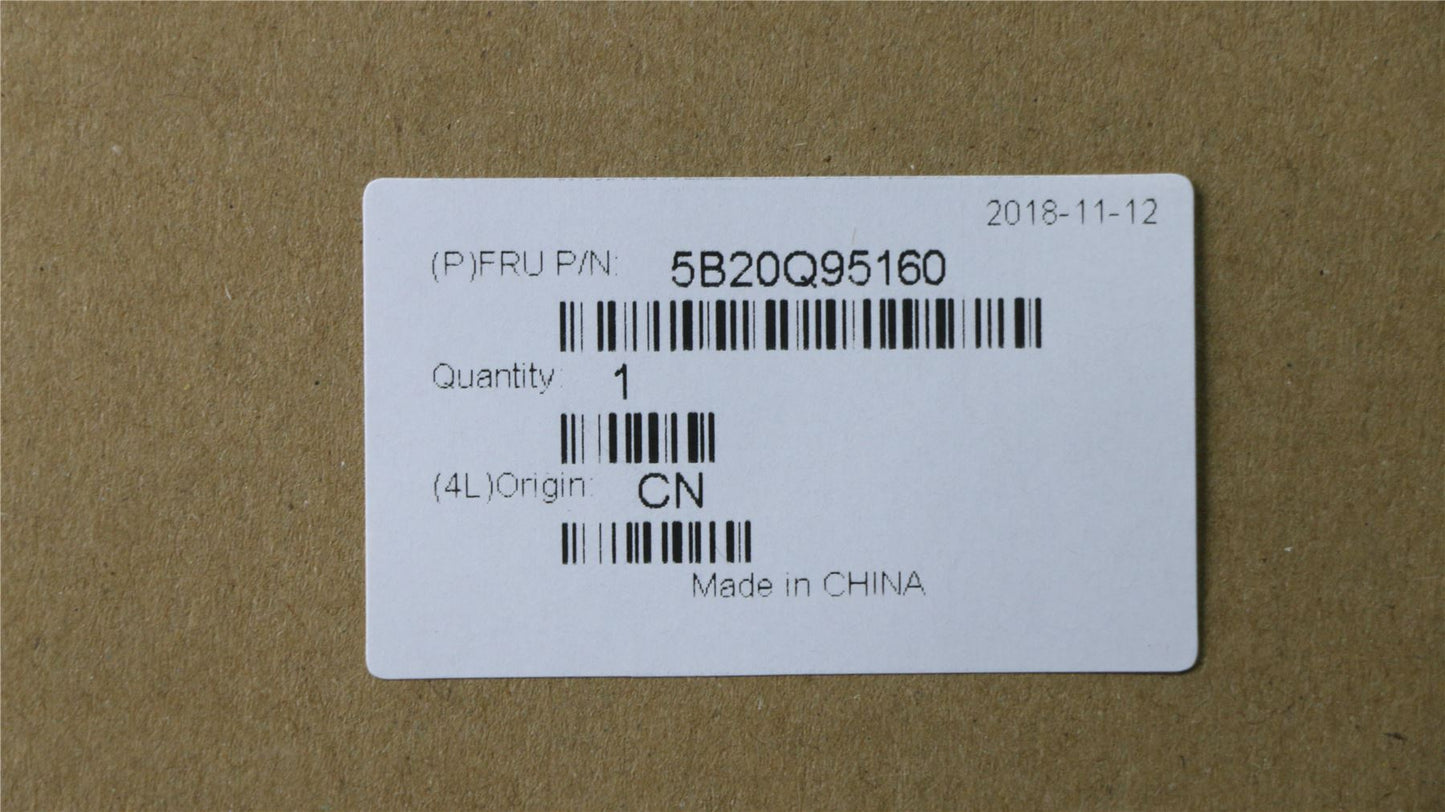 2018-11-12
(P)FRU P/N: 5B20Q95160
Quantity: 1
(4L)Origin: CN
Made in CHINA